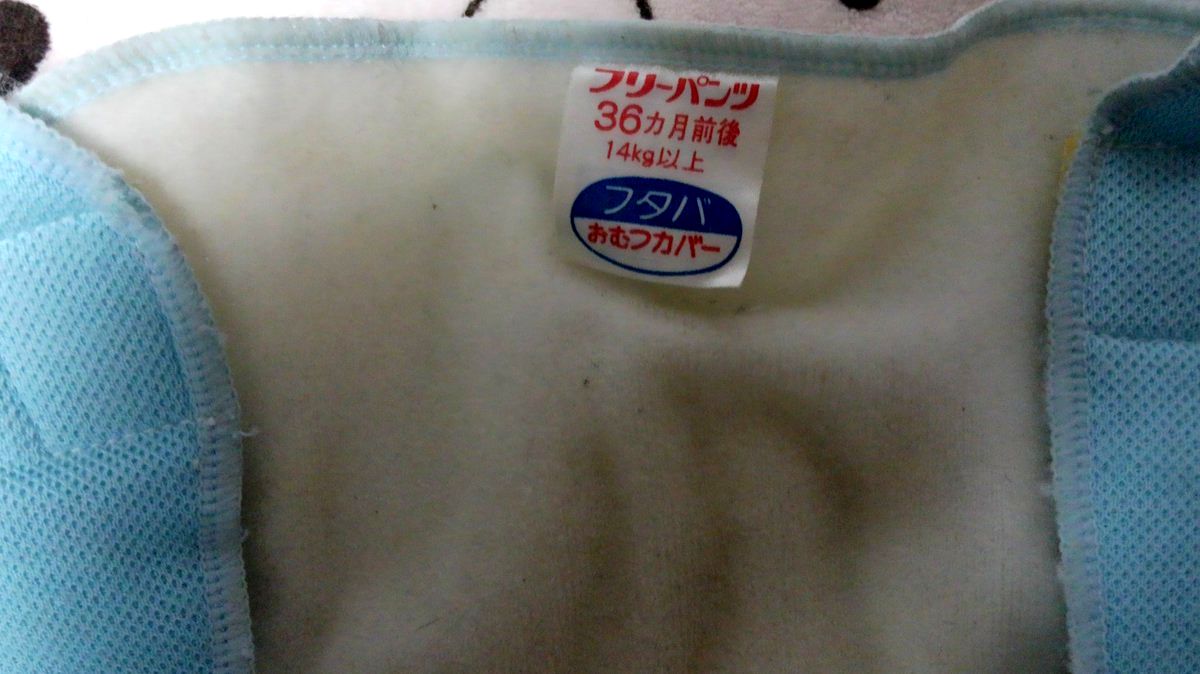 フリーパンツ
36カ月前後
14kg以上
フタバ
おむつカバー